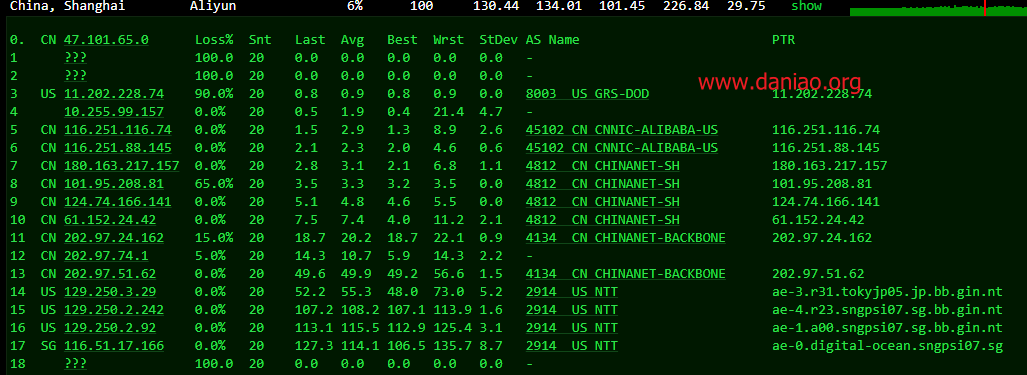 China, Shanghai Aliyun 6% 100 130.44 134.01 101.45 226.84 29.75 show
0. CN 47.101.65.0 Loss% Snt Last Avg Best Wrst StDev AS Name PTR
1 ??? 100.0 20 0.0 0.0 0.0 0.0 0.0 -
2 ??? 100.0 20 0.0 0.0 0.0 0.0 0.0 -
www.daniao.org
3 US 11.202.228.74 90.0% 20 0.8 0.9 0.8 0.9 0.0 8003 US GRS-DOD 11.202.228.74
4 10.255.99.157 0.0% 20 0.5 1.9 0.4 21.4 4.7 -
5 CN 116.251.116.74 0.0% 20 1.5 2.9 1.3 8.9 2.6 45102 CN CNNIC-ALIBABA-US 116.251.116.74
6 CN 116.251.88.145 0.0% 20 2.1 2.3 2.0 4.6 0.6 45102 CN CNNIC-ALIBABA-US 116.251.88.145
7 CN 180.163.217.157 0.0% 20 2.8 3.1 2.1 6.8 1.1 4812 CN CHINANET-SH 180.163.217.157
8 CN 101.95.208.81 65.0% 20 3.5 3.3 3.2 3.5 0.0 4812 CN CHINANET-SH 101.95.208.81
9 CN 124.74.166.141 0.0% 20 5.1 4.8 4.6 5.5 0.0 4812 CN CHINANET-SH 124.74.166.141
10 CN 61.152.24.42 0.0% 20 7.5 7.4 4.0 11.2 2.1 4812 CN CHINANET-SH 61.152.24.42
11 CN 202.97.24.162 15.0% 20 18.7 20.2 18.7 22.1 0.9 4134 CN CHINANET-BACKBONE 202.97.24.162
12 CN 202.97.74.1 5.0% 20 14.3 10.7 5.9 14.3 2.2 -
13 CN 202.97.51.62 0.0% 20 49.6 49.9 49.2 56.6 1.5 4134 CN CHINANET-BACKBONE 202.97.51.62
14 US 129.250.3.29 0.0% 20 52.2 55.3 48.0 73.0 5.2 2914 US NTT ae-3.r31.tokyjp05.jp.bb.gin.nt
15 US 129.250.2.242 0.0% 20 107.2 108.2 107.1 113.9 1.6 2914 US NTT ae-4.r23.sngpsi07.sg.bb.gin.nt
16 US 129.250.2.92 0.0% 20 113.1 115.5 112.9 125.4 3.1 2914 US NTT ae-1.a00.sngpsi07.sg.bb.gin.nt
17 SG 116.51.17.166 0.0% 20 127.3 114.1 106.5 135.7 8.7 2914 US NTT ae-0.digital-ocean.sngpsi07.sg
18 ??? 100.0 20 0.0 0.0 0.0 0.0 0.0 -